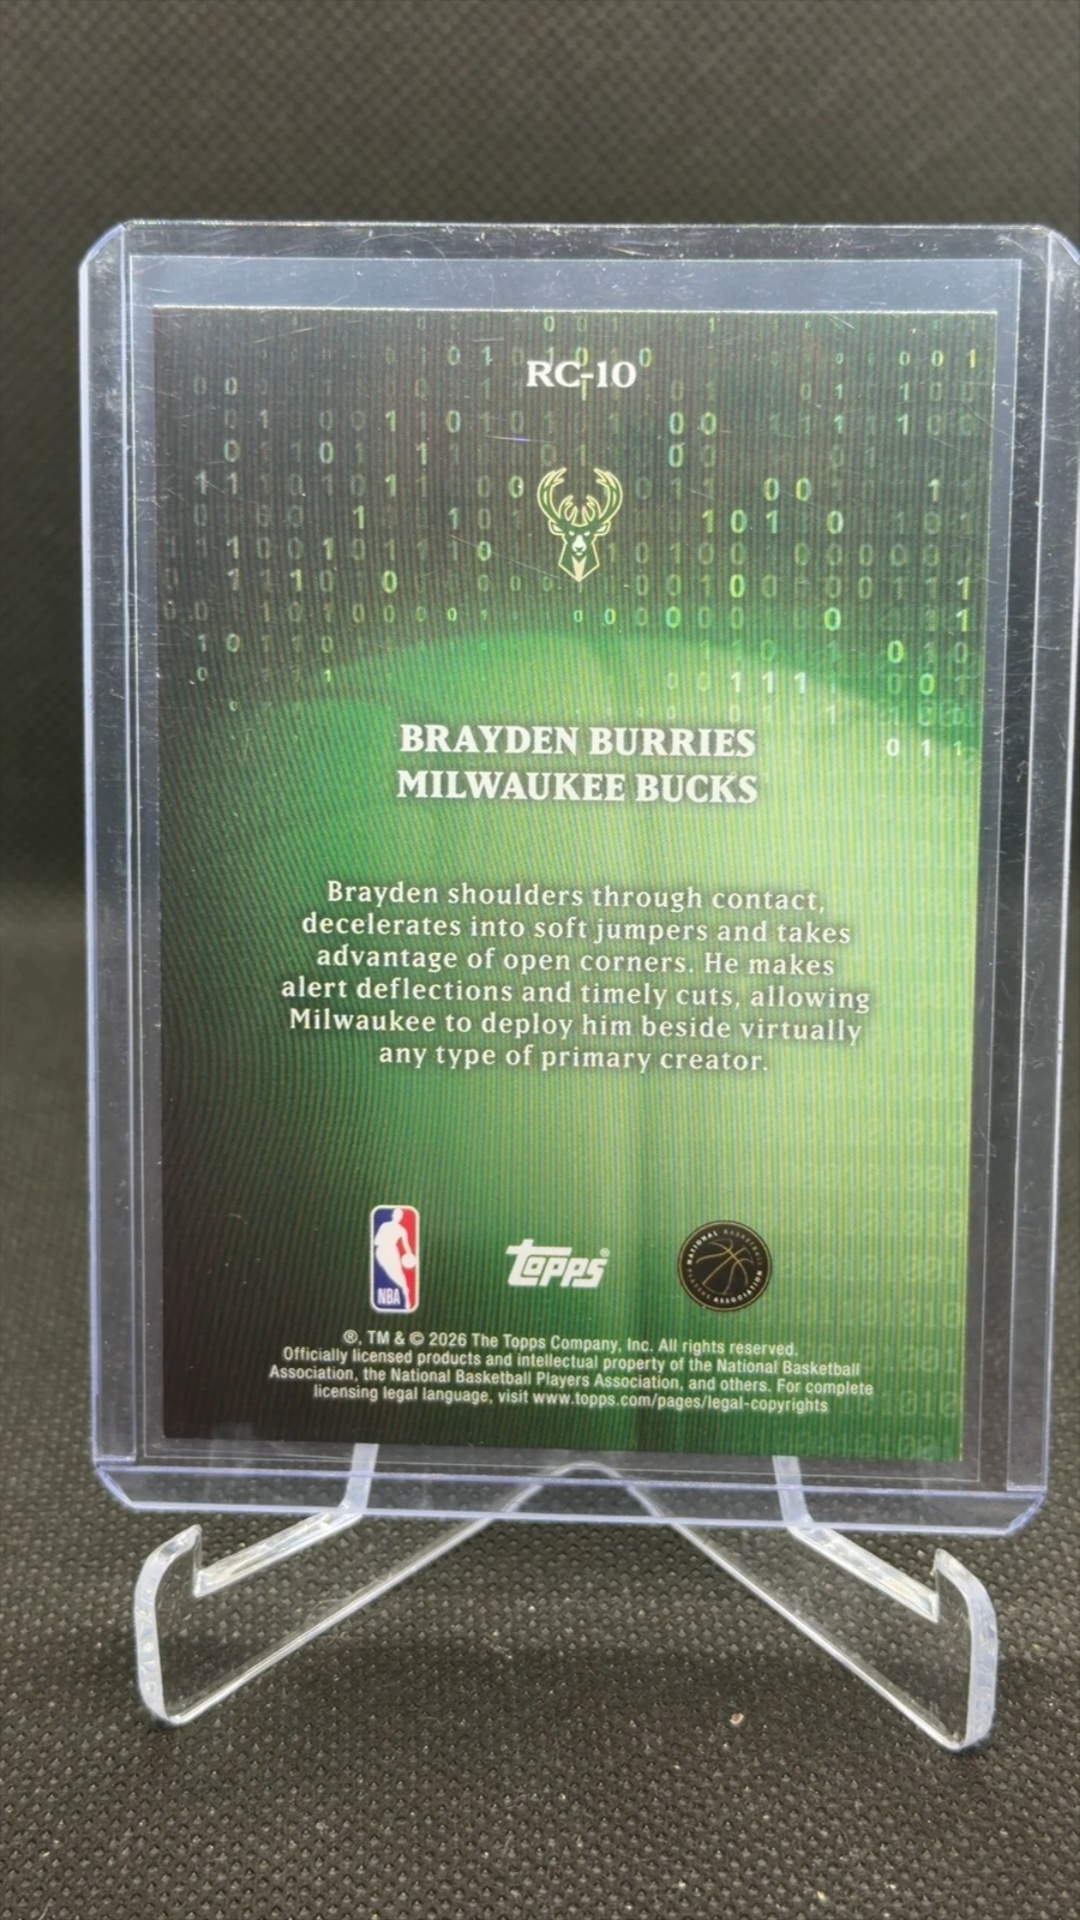 RC-10
BRAYDEN BURRIES
MILWAUKEE BUCKS
Brayden shoulders through contact,
decelerates into soft jumpers and takes
advantage of open corners. He makes
alert deflections and timely cuts, allowing
Milwaukee to deploy him beside virtually
any type of primary creator.
NBA
topps®
NATIONAL BASKETBALL PLAYERS ASSOCIATION
®, TM & © 2026 The Topps Company, Inc. All rights reserved.
Officially licensed products and intellectual property of the National Basketball
Association, the National Basketball Players Association, and others. For complete
licensing legal language, visit www.topps.com/pages/legal-copyrights